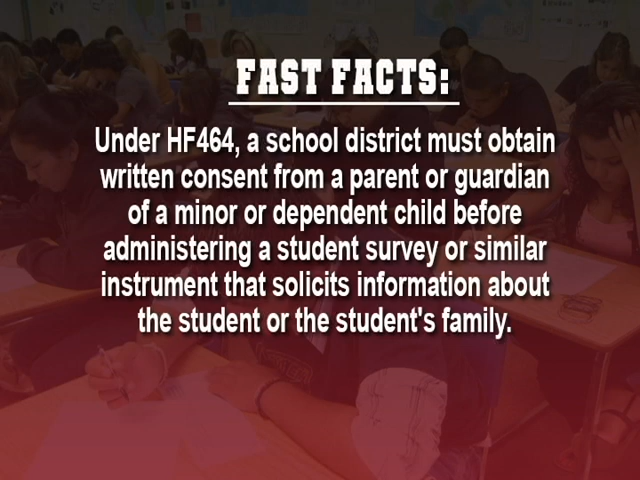 FAST FACTS:
Under HF464, a school district must obtain
written consent from a parent or guardian
of a minor or dependent child before
administering a student survey or similar
instrument that solicits information about
the student or the student's family.